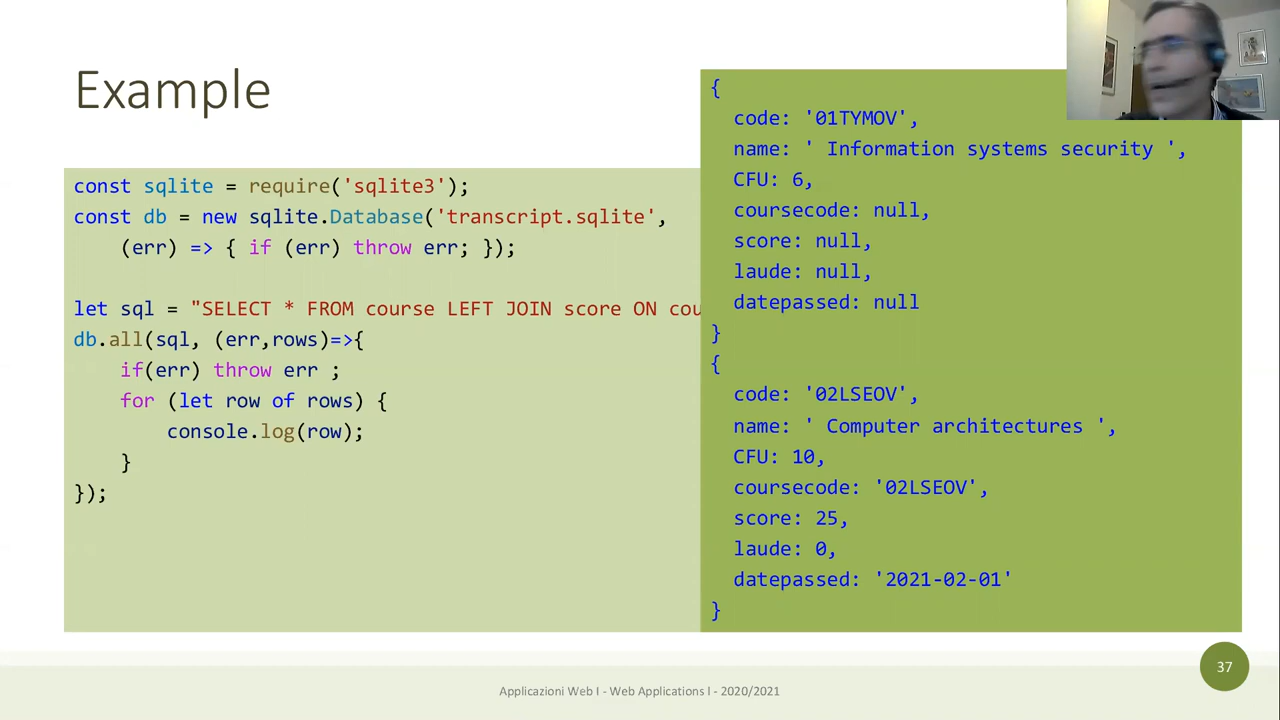 Example
const sqlite = require('sqlite3');
const db = new sqlite.Database('transcript.sqlite',
(err) => { if (err) throw err; });
let sql = "SELECT * FROM course LEFT JOIN score ON cou
db.all(sql, (err,rows)=>{
if(err) throw err ;
for (let row of rows) {
console.log(row);
}
});
{
code: '01TYMOV',
name: ' Information systems security ',
CFU: 6,
coursecode: null,
score: null,
laude: null,
datepassed: null
}
{
code: '02LSEOV',
name: ' Computer architectures ',
CFU: 10,
coursecode: '02LSEOV',
score: 25,
laude: 0,
datepassed: '2021-02-01'
}
37
Applicazioni Web I - Web Applications I - 2020/2021